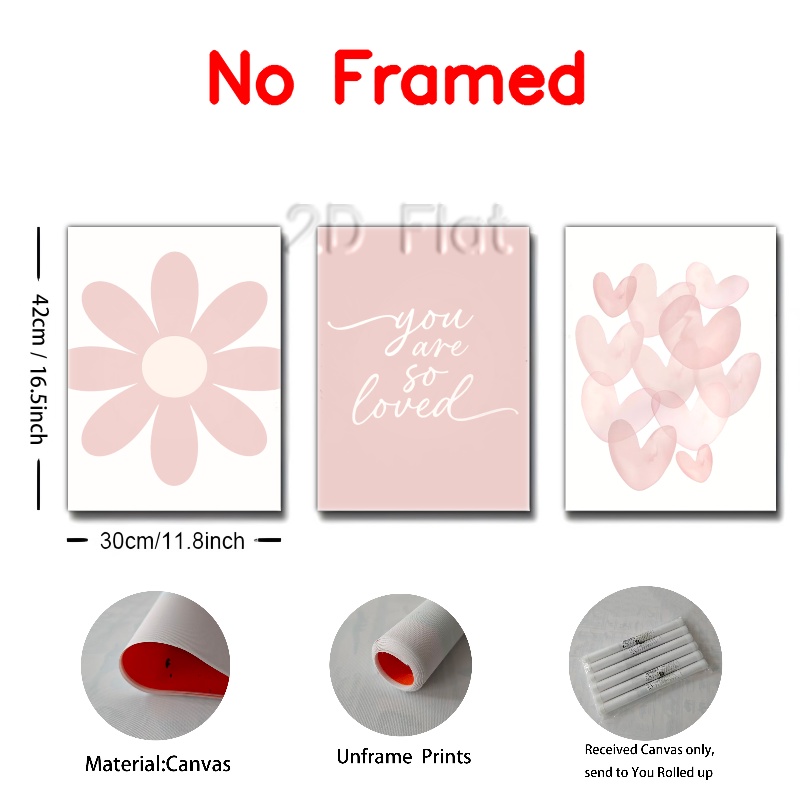 No Framed
2D Flat
42cm / 16.5inch
you
are
so
loved
30cm/11.8inch
Material:Canvas
Unframe Prints
Received Canvas only,
send to You Rolled up